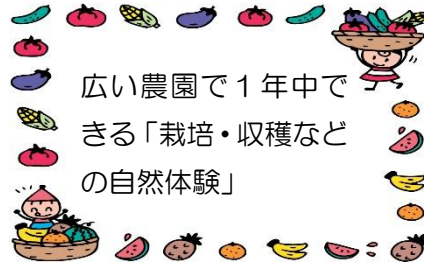 広い農園で１年中で
きる「栽培・収穫など
の自然体験」